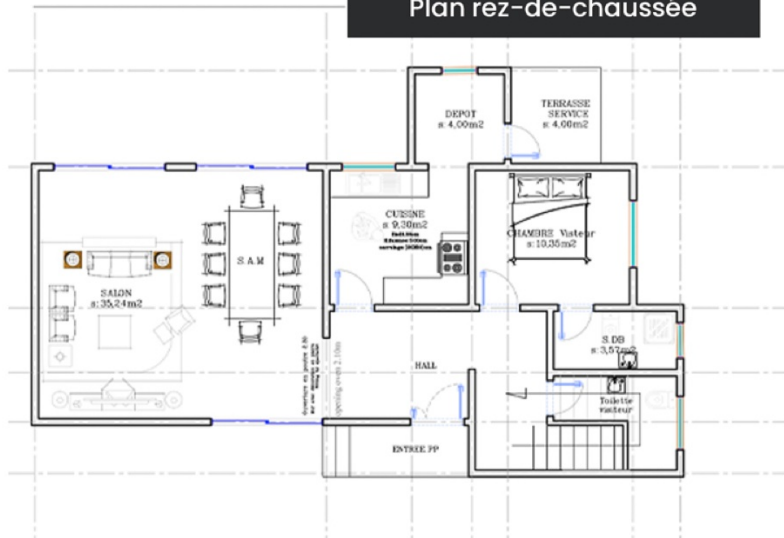 Plan rez-de-chaussée
DEPOT
s: 4,00m2
TERRASSE
SERVICE
s: 4,00m2
CUISINE
s: 9,30m2
CHAMBRE Visiteur
s: 10,35m2
S.A.M
SALON
s: 35,24m2
S.DB
s: 3,57m2
HALL
Toilette
visiteur
ENTREE PP